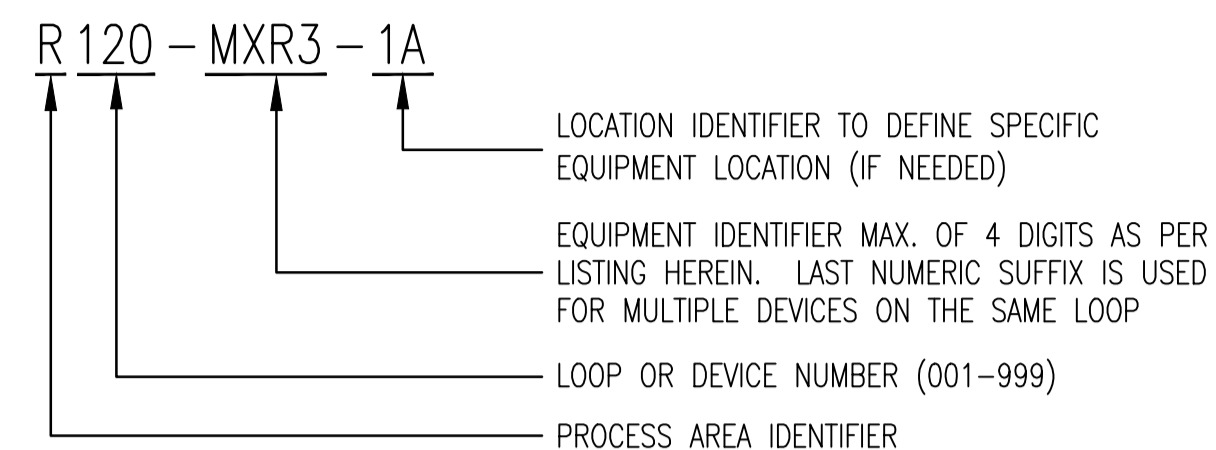 R 120 – MXR3 – 1A
LOCATION IDENTIFIER TO DEFINE SPECIFIC
EQUIPMENT LOCATION (IF NEEDED)
EQUIPMENT IDENTIFIER MAX. OF 4 DIGITS AS PER
LISTING HEREIN. LAST NUMERIC SUFFIX IS USED
FOR MULTIPLE DEVICES ON THE SAME LOOP
LOOP OR DEVICE NUMBER (001–999)
PROCESS AREA IDENTIFIER